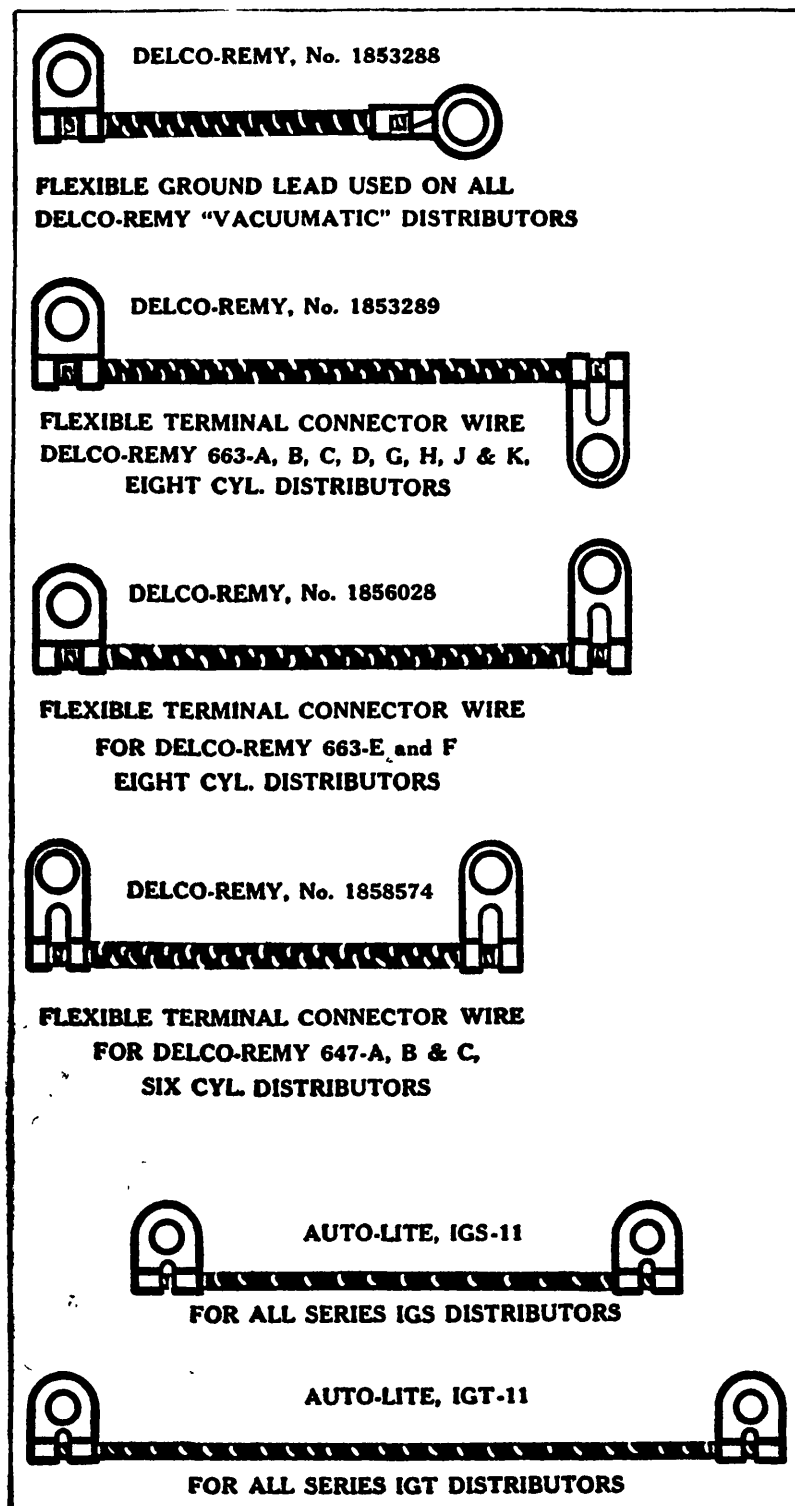 DELCO-REMY, No. 1853288
FLEXIBLE GROUND LEAD USED ON ALL
DELCO-REMY “VACUUMATIC” DISTRIBUTORS
DELCO-REMY, No. 1853289
FLEXIBLE TERMINAL CONNECTOR WIRE
DELCO-REMY 663-A, B, C, D, G, H, J & K,
EIGHT CYL. DISTRIBUTORS
DELCO-REMY, No. 1856028
FLEXIBLE TERMINAL CONNECTOR WIRE
FOR DELCO-REMY 663-E and F
EIGHT CYL. DISTRIBUTORS
DELCO-REMY, No. 1858574
FLEXIBLE TERMINAL CONNECTOR WIRE
FOR DELCO-REMY 647-A, B & C,
SIX CYL. DISTRIBUTORS
AUTO-LITE, IGS-11
FOR ALL SERIES IGS DISTRIBUTORS
AUTO-LITE, IGT-11
FOR ALL SERIES IGT DISTRIBUTORS